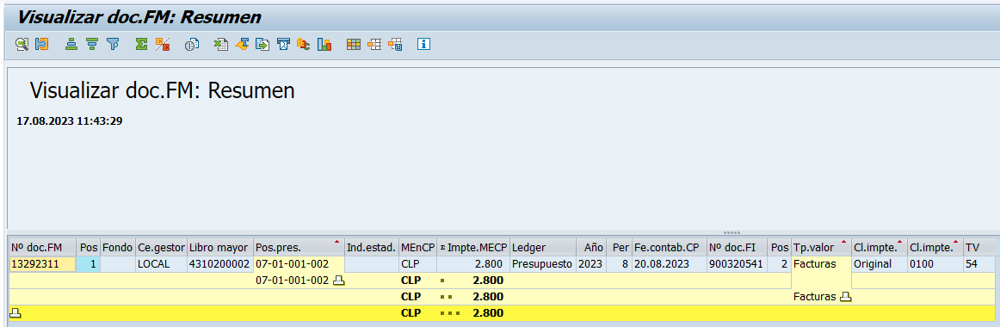 Visualizar doc.FM: Resumen
Visualizar doc.FM: Resumen
17.08.2023 11:43:29
Nº doc.FM Pos Fondo Ce.gestor Libro mayor Pos.pres. Ind.estad. MEnCP Σ Impte.MECP Ledger Año Per Fe.contab.CP Nº doc.FI Pos Tp.valor Cl.impte. Cl.impte. TV
13292311 1 LOCAL 4310200002 07-01-001-002 CLP 2.800 Presupuesto 2023 8 20.08.2023 900320541 2 Facturas Original 0100 54
07-01-001-002 CLP 2.800
CLP 2.800 Facturas
CLP 2.800